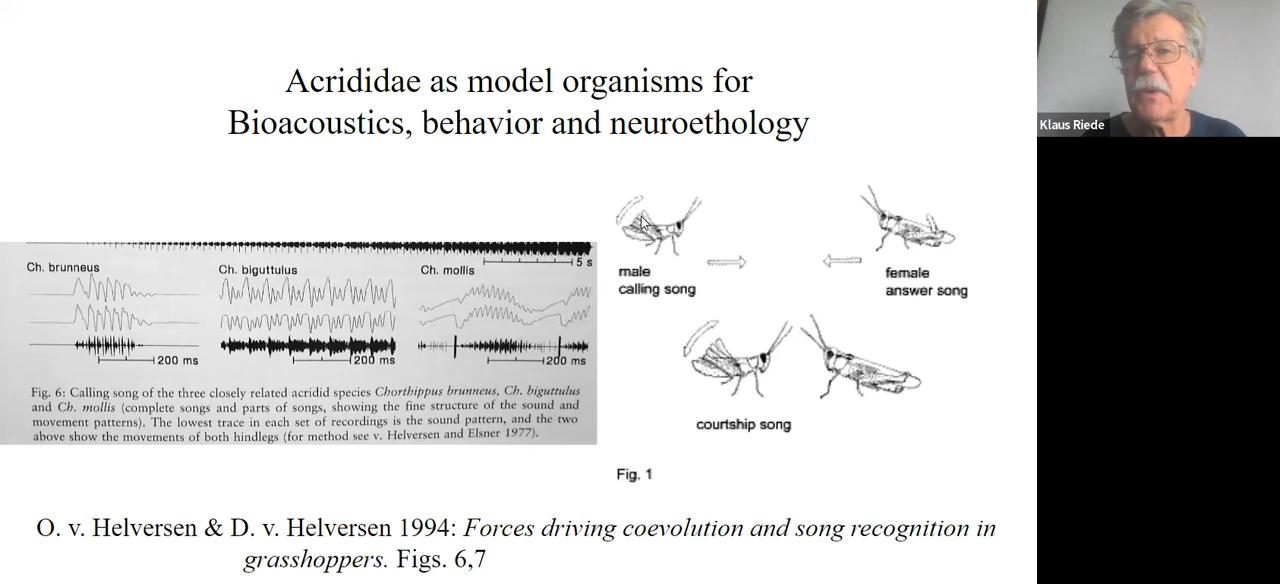 Acrididae as model organisms for
Bioacoustics, behavior and neuroethology
Klaus Riede
5 s
Ch. brunneus
Ch. biguttulus
Ch. mollis
200 ms
200 ms
200 ms
Fig. 6: Calling song of the three closely related acridid species Chorthippus brunneus, Ch. biguttulus
and Ch. mollis (complete songs and parts of songs, showing the fine structure of the sound and
movement patterns). The lowest trace in each set of recordings is the sound pattern, and the two
above show the movements of both hindlegs (for method see v. Helversen and Elsner 1977).
male
calling song
female
answer song
courtship song
Fig. 1
O. v. Helversen & D. v. Helversen 1994: Forces driving coevolution and song recognition in
grasshoppers. Figs. 6,7